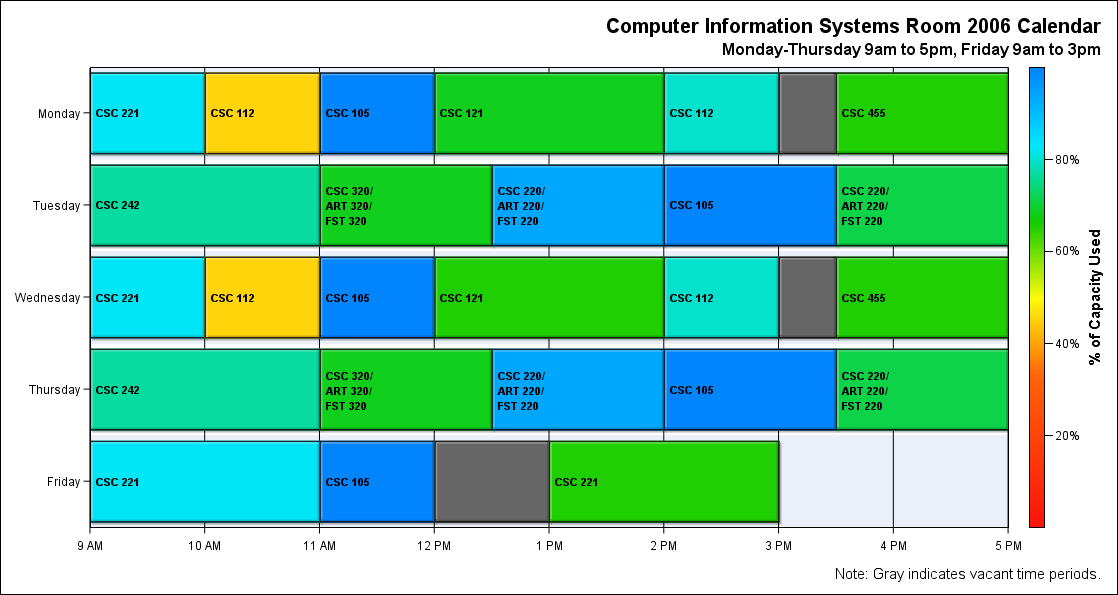 Computer Information Systems Room 2006 Calendar
Monday-Thursday 9am to 5pm, Friday 9am to 3pm
Monday
CSC 221
CSC 112
CSC 105
CSC 121
CSC 112
CSC 455
Tuesday
CSC 242
CSC 320/
ART 320/
FST 320
CSC 220/
ART 220/
FST 220
CSC 105
CSC 220/
ART 220/
FST 220
Wednesday
CSC 221
CSC 112
CSC 105
CSC 121
CSC 112
CSC 455
Thursday
CSC 242
CSC 320/
ART 320/
FST 320
CSC 220/
ART 220/
FST 220
CSC 105
CSC 220/
ART 220/
FST 220
Friday
CSC 221
CSC 105
CSC 221
9 AM
10 AM
11 AM
12 PM
1 PM
2 PM
3 PM
4 PM
5 PM
80%
60%
40%
20%
% of Capacity Used
Note: Gray indicates vacant time periods.